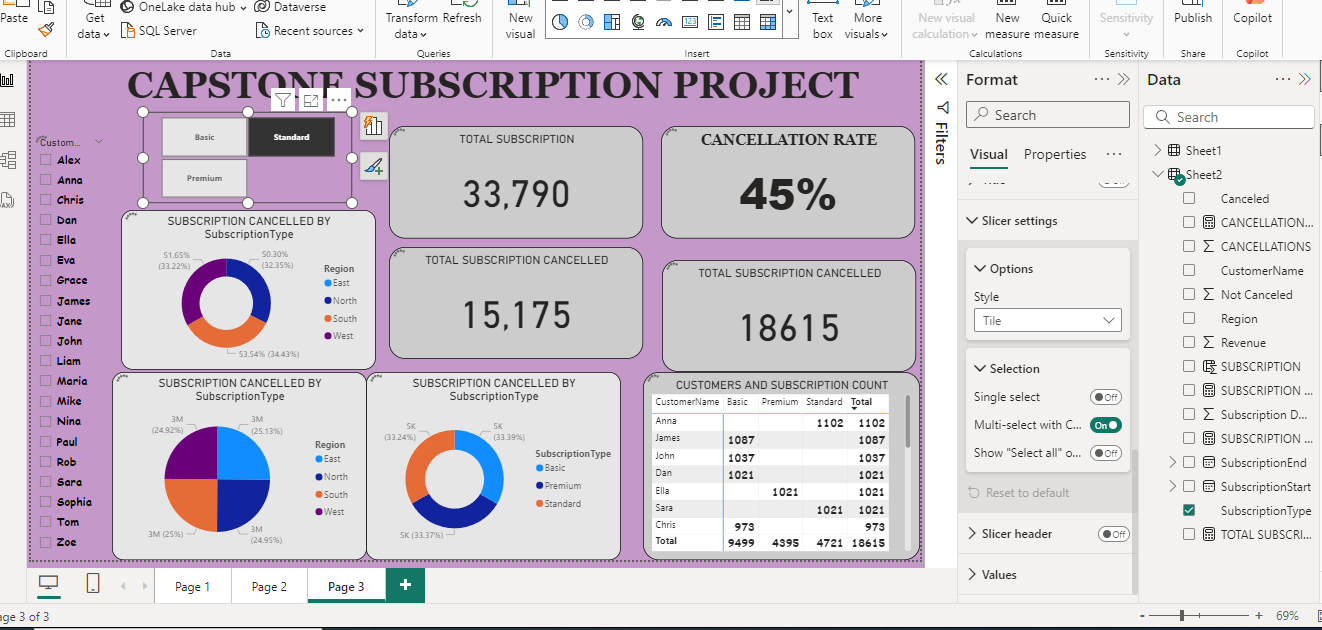 Paste
Clipboard
Get
data
OneLake data hub
SQL Server
Dataverse
Recent sources
Data
Transform
data
Refresh
Queries
New
visual
Insert
Text
box
More
visuals
New visual
calculation
New
measure
Quick
measure
Calculations
Sensitivity
Sensitivity
Publish
Share
Copilot
Copilot
CAPSTONE SUBSCRIPTION PROJECT
Custom...
Alex
Anna
Chris
Dan
Ella
Eva
Grace
James
Jane
John
Liam
Maria
Mike
Nina
Paul
Rob
Sara
Sophia
Tom
Zoe
Basic
Standard
Premium
TOTAL SUBSCRIPTION
33,790
CANCELLATION RATE
45%
SUBSCRIPTION CANCELLED BY
SubscriptionType
51.65%
(33.22%)
50.30%
(32.35%)
53.54% (34.43%)
Region
East
North
South
West
TOTAL SUBSCRIPTION CANCELLED
15,175
TOTAL SUBSCRIPTION CANCELLED
18615
SUBSCRIPTION CANCELLED BY
SubscriptionType
3M
(24.92%)
3M
(25.13%)
3M (25%)
3M
(24.95%)
Region
East
North
South
West
SUBSCRIPTION CANCELLED BY
SubscriptionType
5K
(33.24%)
5K
(33.39%)
5K (33.37%)
SubscriptionType
Basic
Premium
Standard
CUSTOMERS AND SUBSCRIPTION COUNT
CustomerName Basic Premium Standard Total
Anna 1102 1102
James 1087 1087
John 1037 1037
Dan 1021 1021
Ella 1021 1021
Sara 1021 1021
Chris 973 973
Total 9499 4395 4721 18615
Filters
Format
Search
Visual Properties
Slicer settings
Options
Style
Tile
Selection
Single select Off
Multi-select with C... On
Show "Select all" o... Off
Reset to default
Slicer header Off
Values
Data
Search
Sheet1
Sheet2
Canceled
CANCELLATION...
CANCELLATIONS
CustomerName
Not Canceled
Region
Revenue
SUBSCRIPTION
SUBSCRIPTION ...
Subscription D...
SUBSCRIPTION ...
SubscriptionEnd
SubscriptionStart
SubscriptionType
TOTAL SUBSCRI...
Page 1
Page 2
Page 3
age 3 of 3
- + 69%